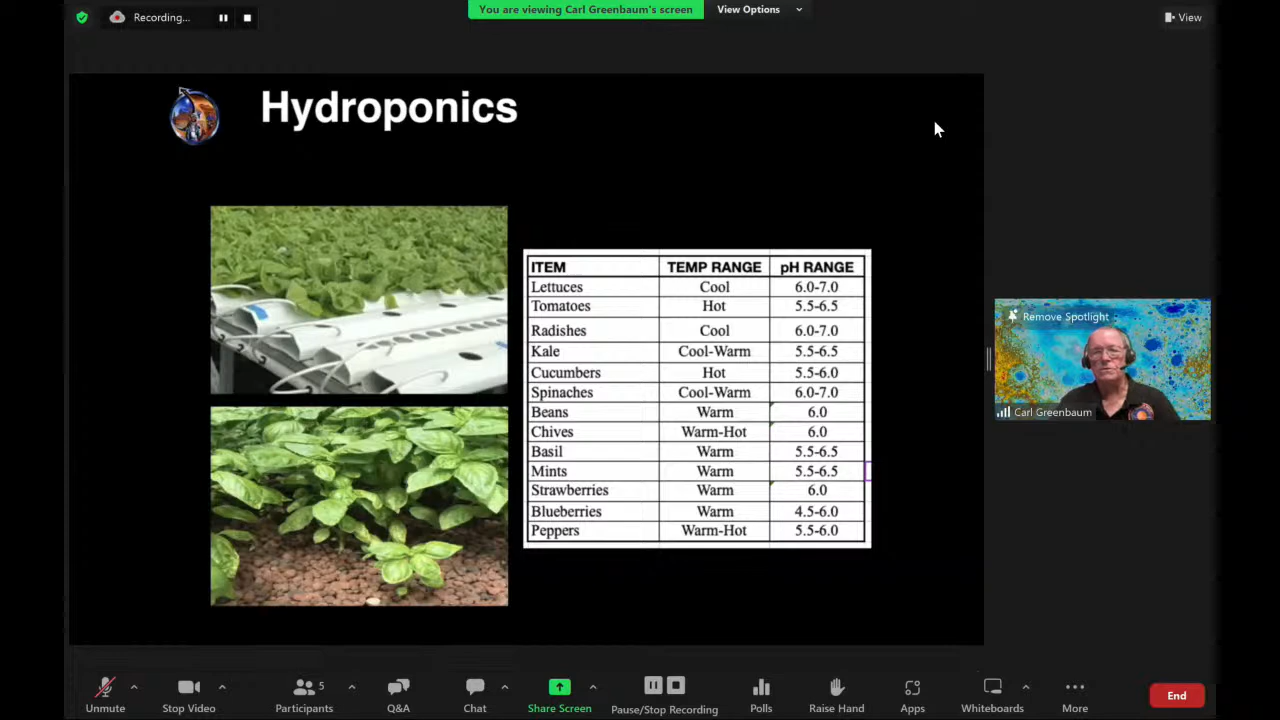 Recording...
You are viewing Carl Greenbaum's screen
View Options
View
Hydroponics
ITEM TEMP RANGE pH RANGE
Lettuces Cool 6.0-7.0
Tomatoes Hot 5.5-6.5
Radishes Cool 6.0-7.0
Kale Cool-Warm 5.5-6.5
Cucumbers Hot 5.5-6.0
Spinaches Cool-Warm 6.0-7.0
Beans Warm 6.0
Chives Warm-Hot 6.0
Basil Warm 5.5-6.5
Mints Warm 5.5-6.5
Strawberries Warm 6.0
Blueberries Warm 4.5-6.0
Peppers Warm-Hot 5.5-6.0
Remove Spotlight
Carl Greenbaum
5
Unmute Stop Video Participants Q&A Chat Share Screen Pause/Stop Recording Polls Raise Hand Apps Whiteboards More End